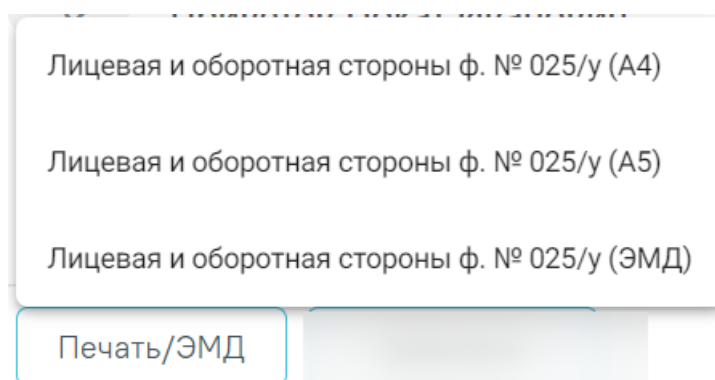 Лицевая и оборотная стороны ф. № 025/у (А4)
Лицевая и оборотная стороны ф. № 025/у (А5)
Лицевая и оборотная стороны ф. № 025/у (ЭМД)
Печать/ЭМД